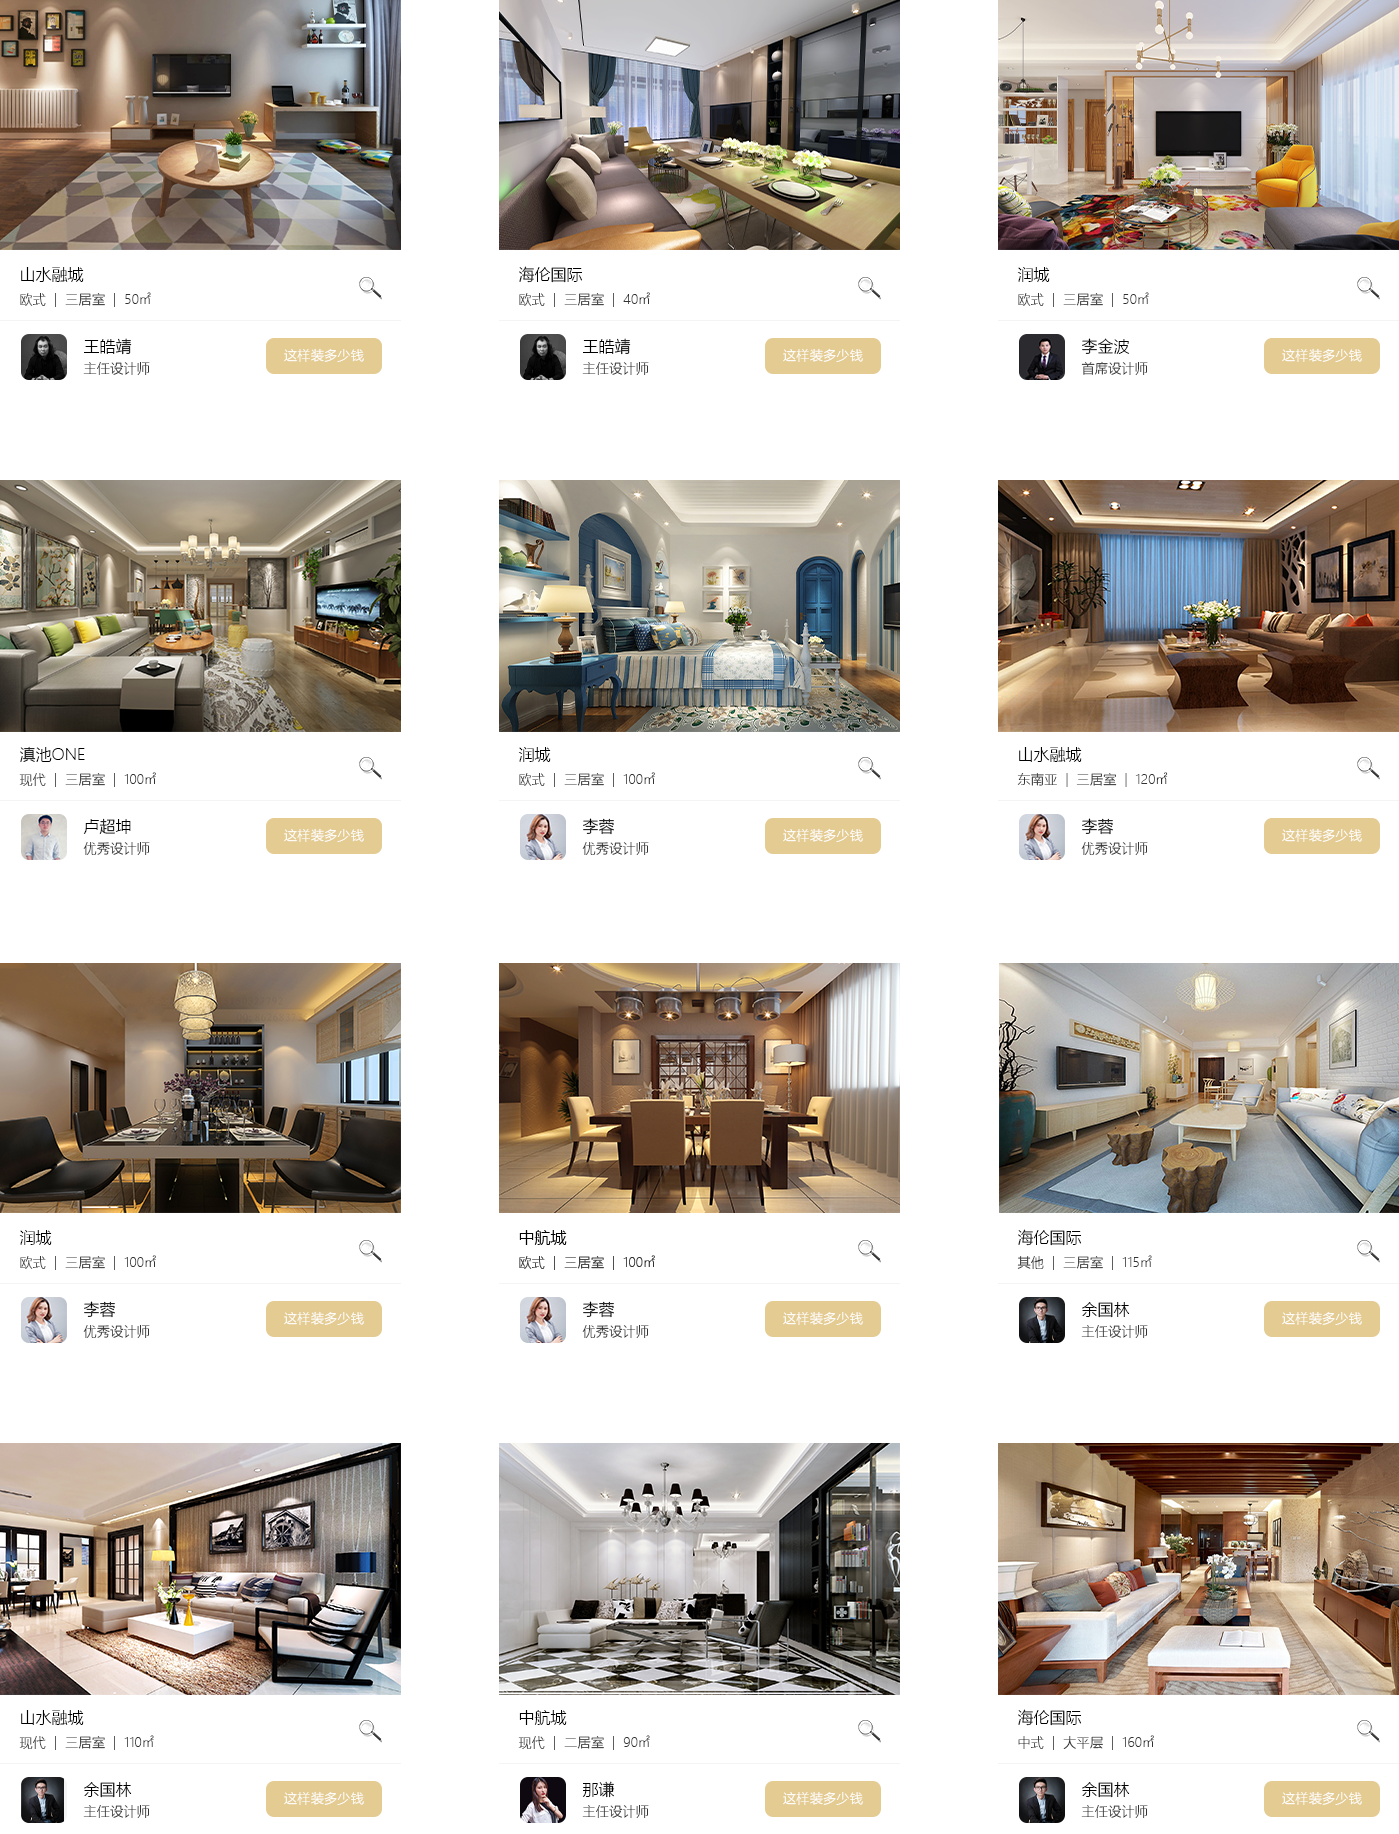 山水融城
欧式 | 三居室 | 50㎡
王皓靖
主任设计师
这样装多少钱
海伦国际
欧式 | 三居室 | 40㎡
王皓靖
主任设计师
这样装多少钱
润城
欧式 | 三居室 | 50㎡
李金波
首席设计师
这样装多少钱
滇池ONE
现代 | 三居室 | 100㎡
卢超坤
优秀设计师
这样装多少钱
润城
欧式 | 三居室 | 100㎡
李蓉
优秀设计师
这样装多少钱
山水融城
东南亚 | 三居室 | 120㎡
李蓉
优秀设计师
这样装多少钱
润城
欧式 | 三居室 | 100㎡
李蓉
优秀设计师
这样装多少钱
中航城
欧式 | 三居室 | 100㎡
李蓉
优秀设计师
这样装多少钱
海伦国际
其他 | 三居室 | 115㎡
余国林
主任设计师
这样装多少钱
山水融城
现代 | 三居室 | 110㎡
余国林
主任设计师
这样装多少钱
中航城
现代 | 二居室 | 90㎡
那谦
主任设计师
这样装多少钱
海伦国际
中式 | 大平层 | 160㎡
余国林
主任设计师
这样装多少钱